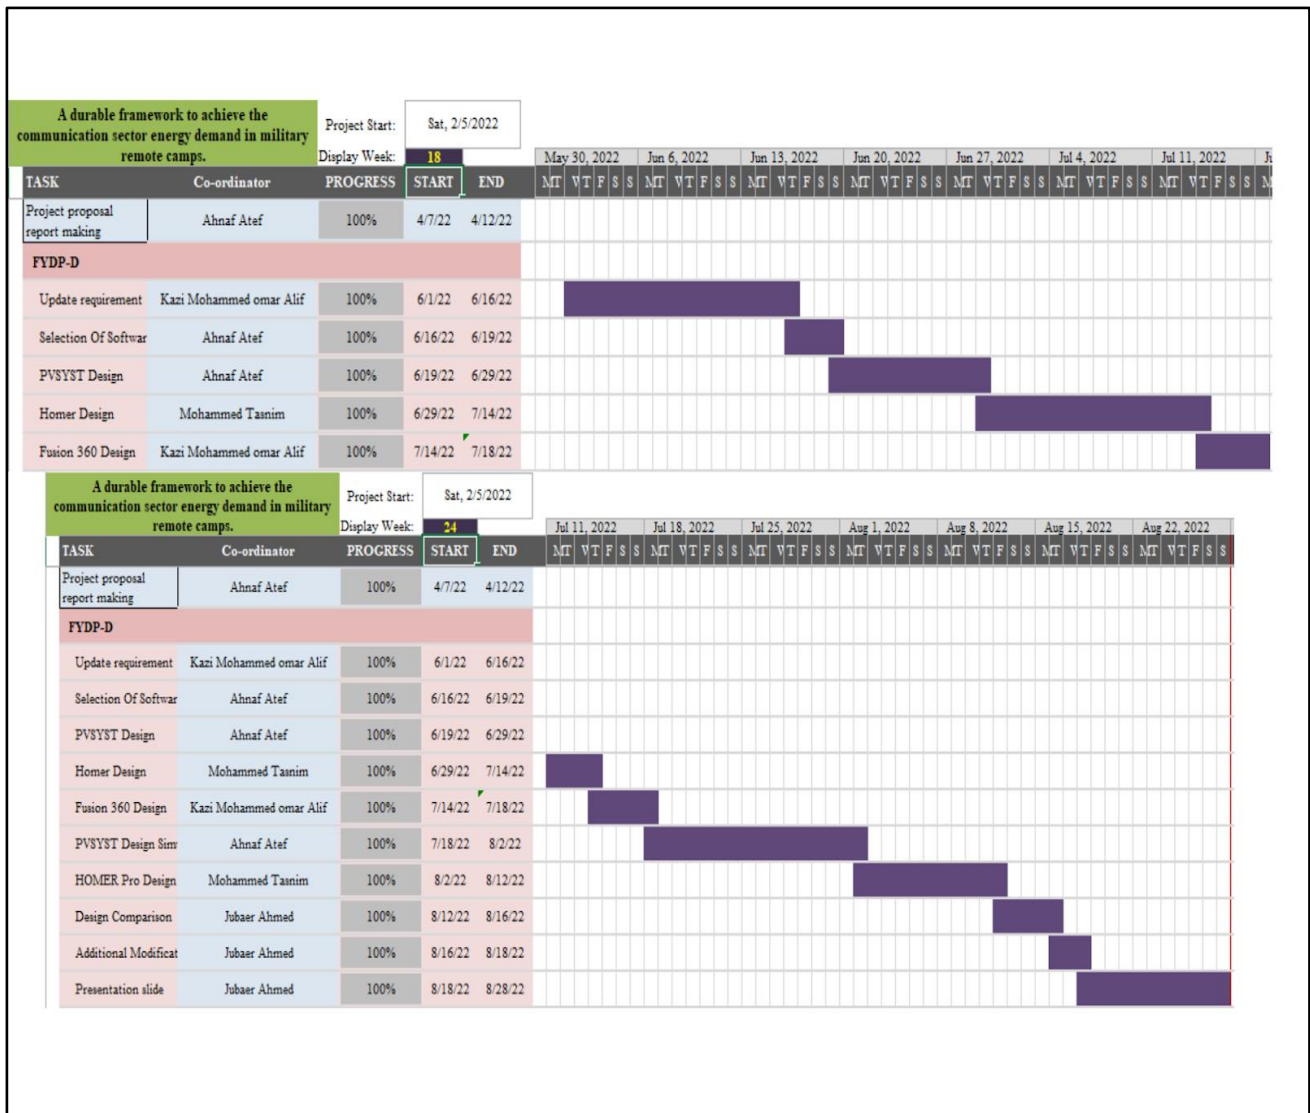 A durable framework to achieve the
communication sector energy demand in military
remote camps.
Project Start: Sat, 2/5/2022
Display Week: 18
May 30, 2022 Jun 6, 2022 Jun 13, 2022 Jun 20, 2022 Jun 27, 2022 Jul 4, 2022 Jul 11, 2022
TASK Co-ordinator PROGRESS START END M T V T F S S M T V T F S S M T V T F S S M T V T F S S M T V T F S S M T V T F S S M T V T F S S M
Project proposal
report making Ahnaf Atef 100% 4/7/22 4/12/22
FYDP-D
Update requirement Kazi Mohammed omar Alif 100% 6/1/22 6/16/22
Selection Of Softwar Ahnaf Atef 100% 6/16/22 6/19/22
PVSYST Design Ahnaf Atef 100% 6/19/22 6/29/22
Homer Design Mohammed Tasnim 100% 6/29/22 7/14/22
Fusion 360 Design Kazi Mohammed omar Alif 100% 7/14/22 7/18/22
A durable framework to achieve the
communication sector energy demand in military
remote camps.
Project Start: Sat, 2/5/2022
Display Week: 24
Jul 11, 2022 Jul 18, 2022 Jul 25, 2022 Aug 1, 2022 Aug 8, 2022 Aug 15, 2022 Aug 22, 2022
TASK Co-ordinator PROGRESS START END M T V T F S S M T V T F S S M T V T F S S M T V T F S S M T V T F S S M T V T F S S M T V T F S S
Project proposal
report making Ahnaf Atef 100% 4/7/22 4/12/22
FYDP-D
Update requirement Kazi Mohammed omar Alif 100% 6/1/22 6/16/22
Selection Of Softwar Ahnaf Atef 100% 6/16/22 6/19/22
PVSYST Design Ahnaf Atef 100% 6/19/22 6/29/22
Homer Design Mohammed Tasnim 100% 6/29/22 7/14/22
Fusion 360 Design Kazi Mohammed omar Alif 100% 7/14/22 7/18/22
PVSYST Design Sim Ahnaf Atef 100% 7/18/22 8/2/22
HOMER Pro Design Mohammed Tasnim 100% 8/2/22 8/12/22
Design Comparison Jubaer Ahmed 100% 8/12/22 8/16/22
Additional Modificat Jubaer Ahmed 100% 8/16/22 8/18/22
Presentation slide Jubaer Ahmed 100% 8/18/22 8/28/22